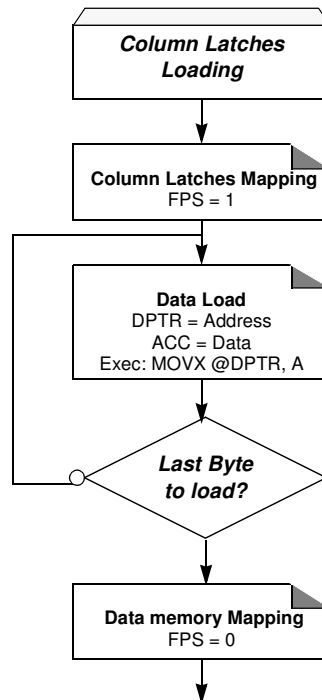 Column Latches
Loading
Column Latches Mapping
FPS = 1
Data Load
DPTR = Address
ACC = Data
Exec: MOVX @DPTR, A
Last Byte
to load?
Data memory Mapping
FPS = 0